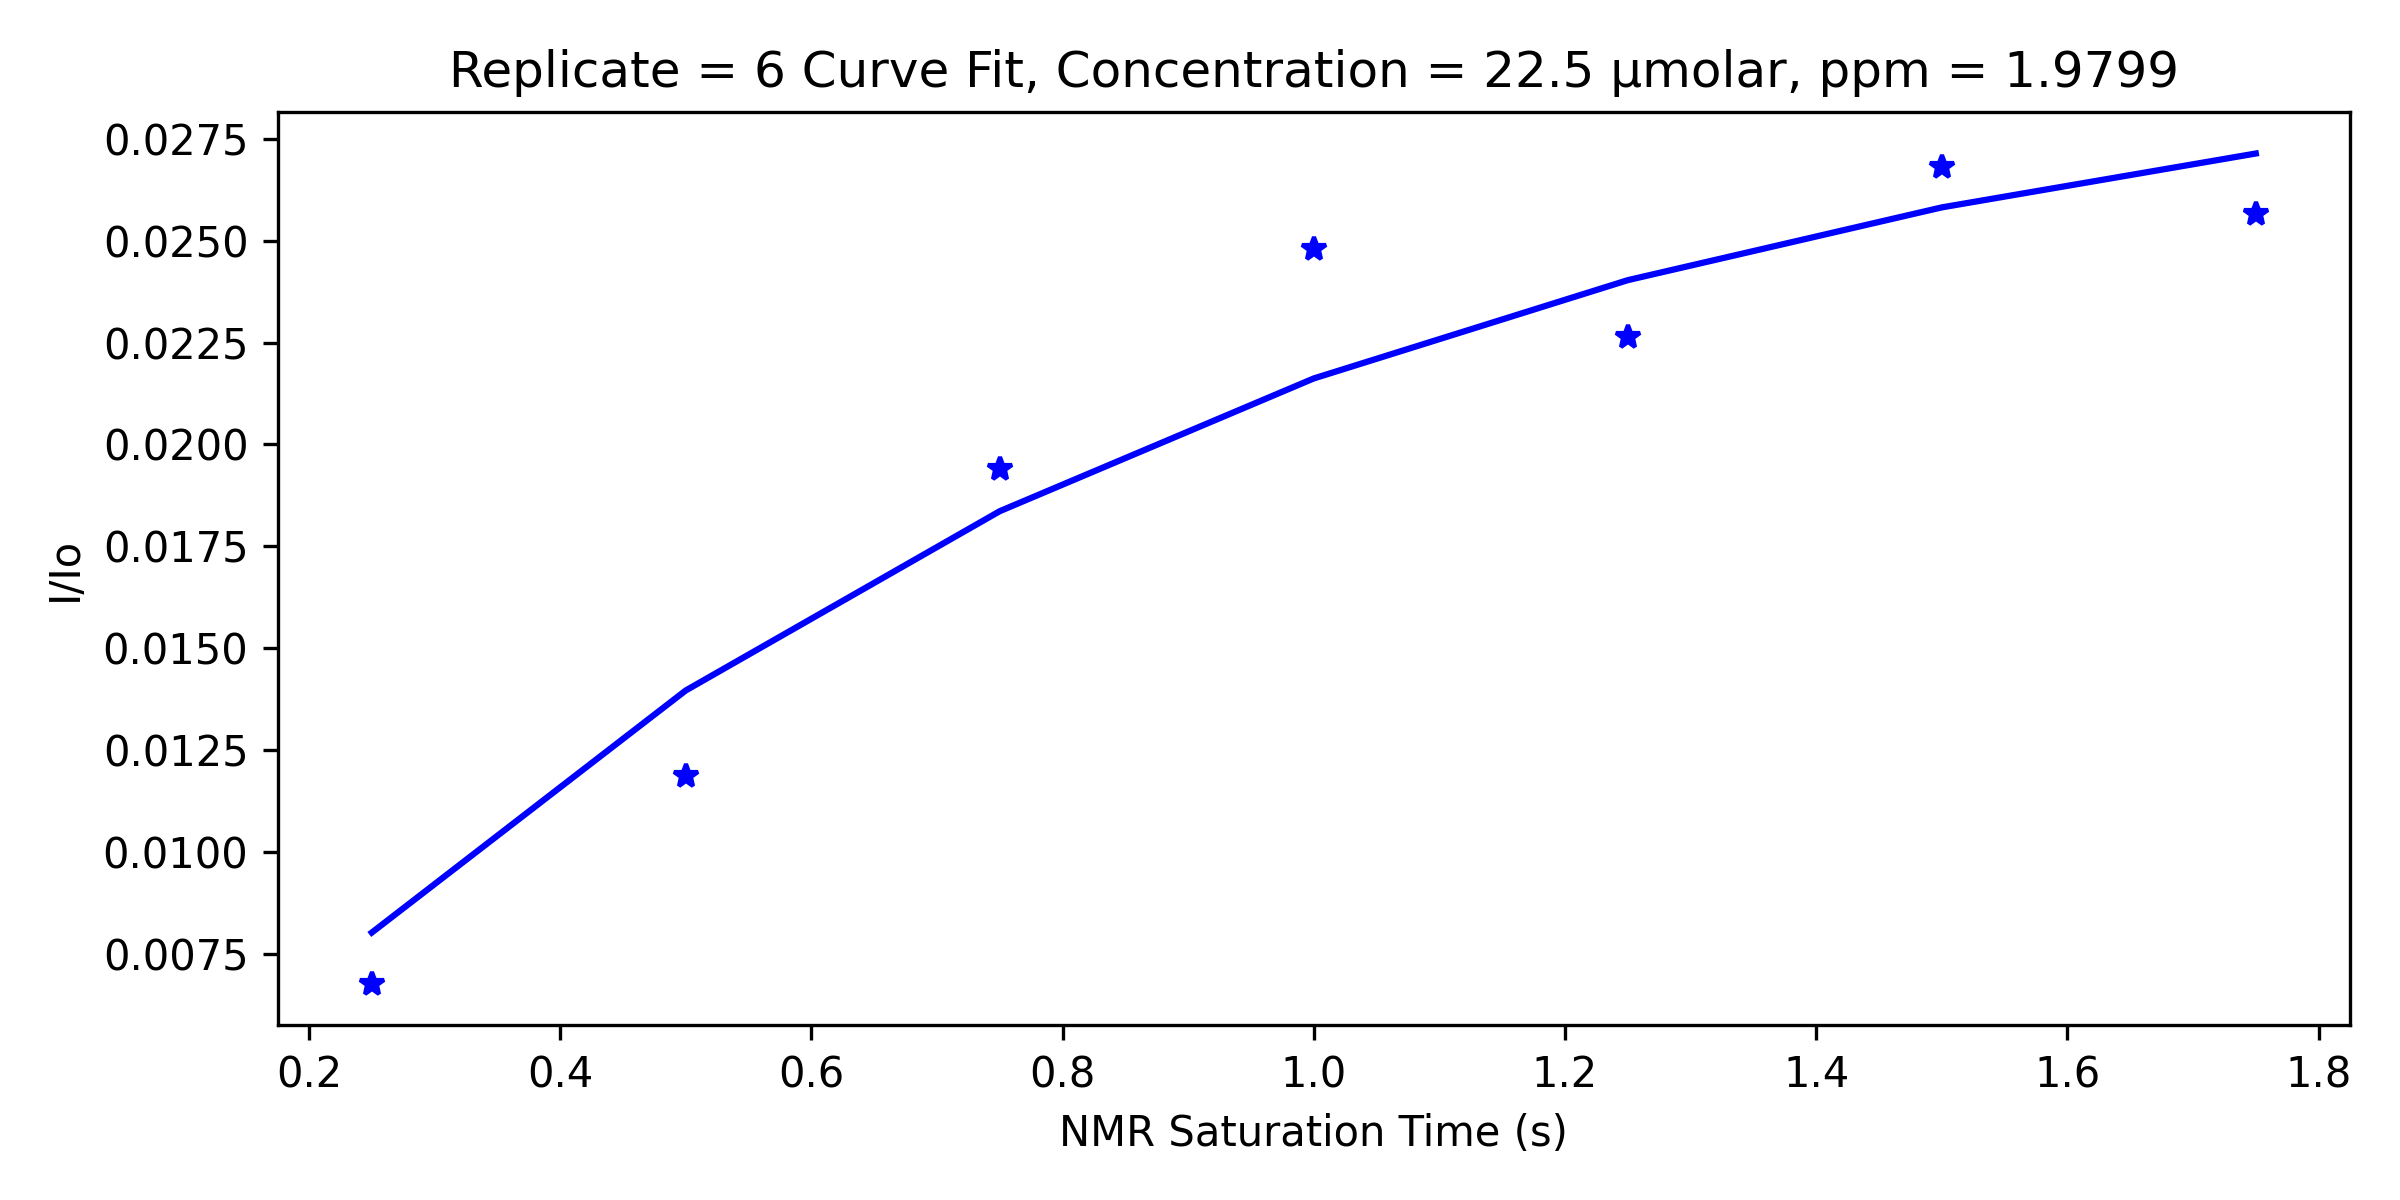 Replicate = 6 Curve Fit, Concentration = 22.5 μmolar, ppm = 1.9799
0.0275
0.0250
0.0225
0.0200
0.0175
0.0150
0.0125
0.0100
0.0075
I/Io
0.2 0.4 0.6 0.8 1.0 1.2 1.4 1.6 1.8
NMR Saturation Time (s)